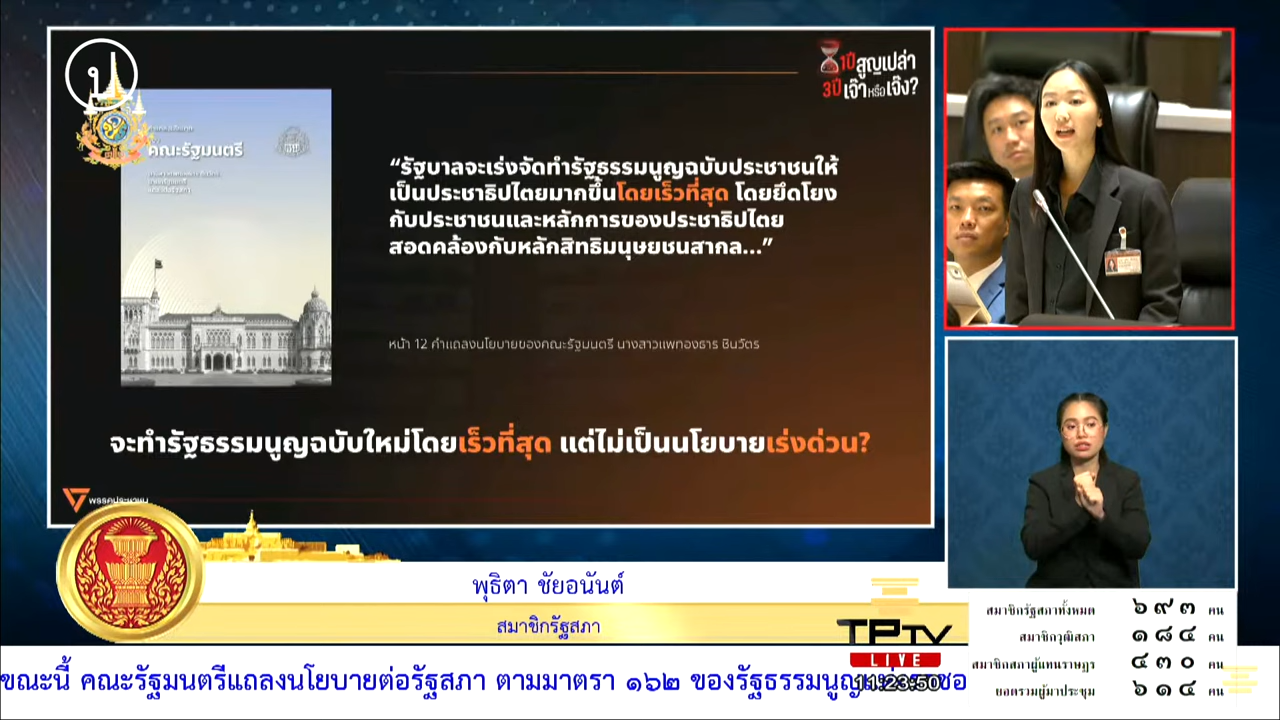 ป
1ปีสูญเปล่า
3ปีเจ๊าหรือเจ๊ง?
คณะรัฐมนตรี
“รัฐบาลจะเร่งจัดทำรัฐธรรมนูญฉบับประชาชนให้
เป็นประชาธิปไตยมากขึ้นโดยเร็วที่สุด โดยยึดโยง
กับประชาชนและหลักการของประชาธิปไตย
สอดคล้องกับหลักสิทธิมนุษยชนสากล...”
หน้า 12 คำแถลงนโยบายของคณะรัฐมนตรี นางสาวแพทองธาร ชินวัตร
จะทำรัฐธรรมนูญฉบับใหม่โดยเร็วที่สุด แต่ไม่เป็นนโยบายเร่งด่วน?
พรรคประชาชน
พุธิตา ชัยอนันต์
สมาชิกรัฐสภา
TPTV
LIVE
11:23:50
สมาชิกรัฐสภาทั้งหมด ๖๙๓ คน
สมาชิกวุฒิสภา ๑๘๔ คน
สมาชิกสภาผู้แทนราษฎร ๔๓๐ คน
ยอดรวมผู้มาประชุม ๖๑๔ คน
ขณะนี้ คณะรัฐมนตรีแถลงนโยบายต่อรัฐสภา ตามมาตรา ๑๖๒ ของรัฐธรรมนูญ